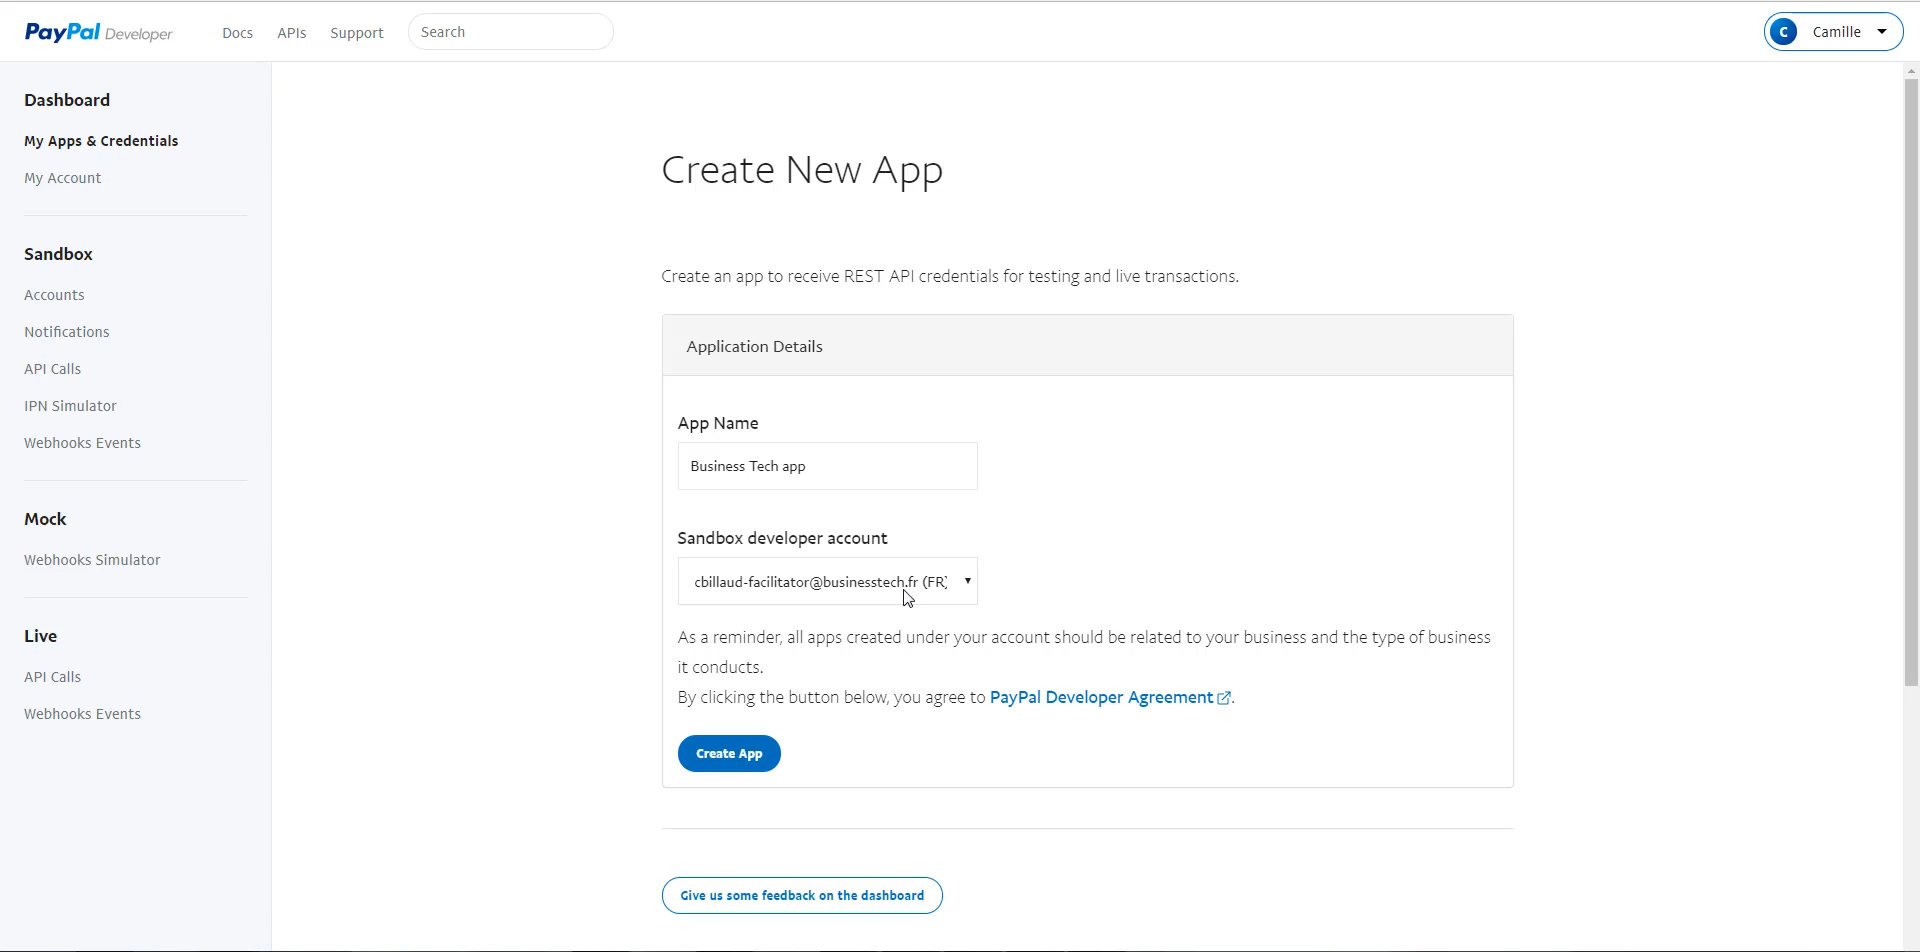 PayPal Developer
Docs
APIs
Support
Search
C
Camille
Dashboard
My Apps & Credentials
My Account
Sandbox
Accounts
Notifications
API Calls
IPN Simulator
Webhooks Events
Mock
Webhooks Simulator
Live
API Calls
Webhooks Events
Create New App
Create an app to receive REST API credentials for testing and live transactions.
Application Details
App Name
Business Tech app
Sandbox developer account
cbillaud-facilitator@businesstech.fr (FR)
As a reminder, all apps created under your account should be related to your business and the type of business
it conducts.
By clicking the button below, you agree to PayPal Developer Agreement.
Create App
Give us some feedback on the dashboard